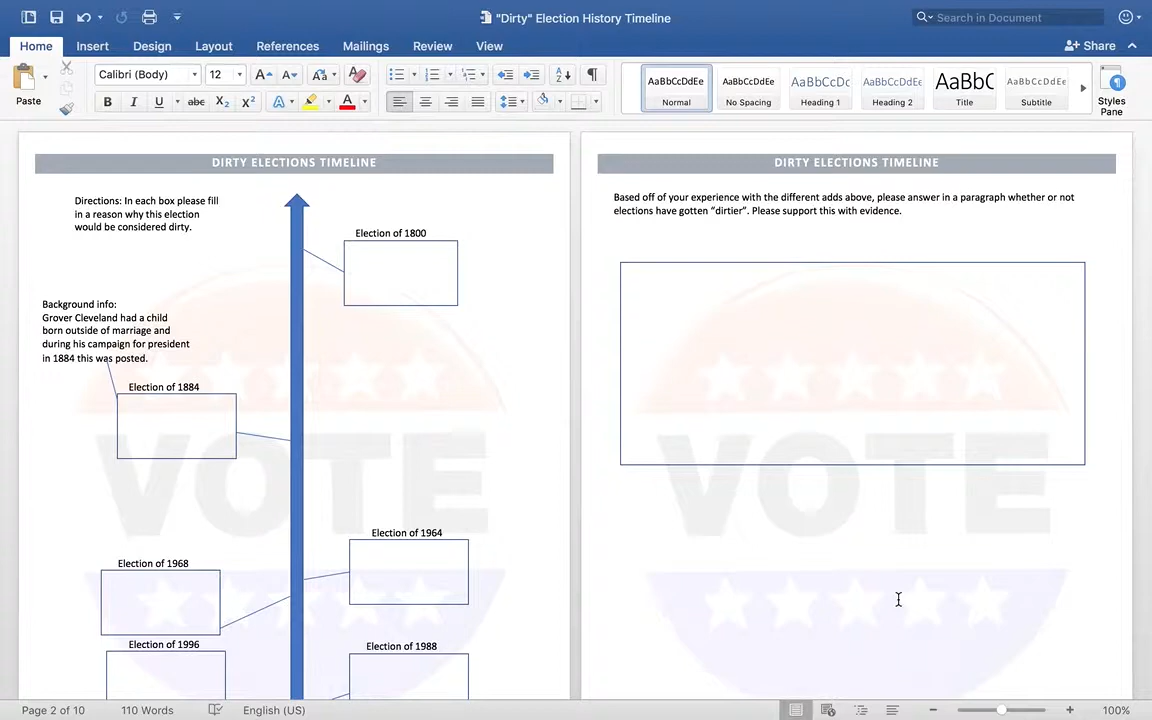 "Dirty" Election History Timeline
Search in Document
Home Insert Design Layout References Mailings Review View
Share
Paste
Calibri (Body) 12
AaBbCcDdEe AaBbCcDdEe AaBbCcDc AaBbCcDdEe AaBbC AaBbCcDdEe
Normal No Spacing Heading 1 Heading 2 Title Subtitle
Styles
Pane
DIRTY ELECTIONS TIMELINE
Directions: In each box please fill
in a reason why this election
would be considered dirty.
Election of 1800
Background info:
Grover Cleveland had a child
born outside of marriage and
during his campaign for president
in 1884 this was posted.
Election of 1884
VOTE
Election of 1964
Election of 1968
Election of 1996
Election of 1988
DIRTY ELECTIONS TIMELINE
Based off of your experience with the different adds above, please answer in a paragraph whether or not
elections have gotten "dirtier". Please support this with evidence.
VOTE
Page 2 of 10 110 Words English (US) 100%